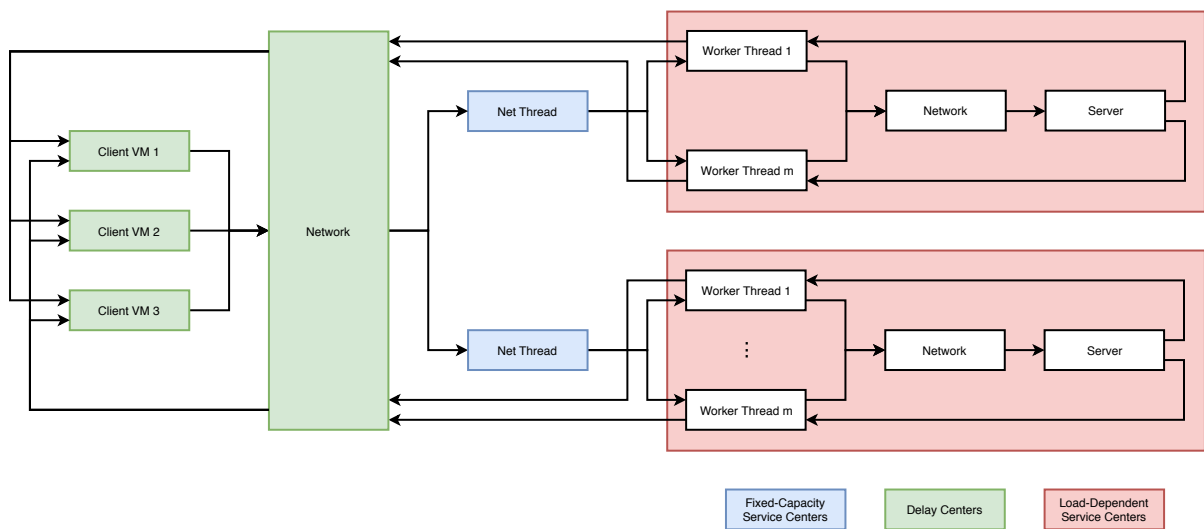 Worker Thread 1
Net Thread
Network
Server
Worker Thread m
Client VM 1
Client VM 2
Client VM 3
Network
Worker Thread 1
Net Thread
⋮
Network
Server
Worker Thread m
Fixed-Capacity
Service Centers
Delay Centers
Load-Dependent
Service Centers